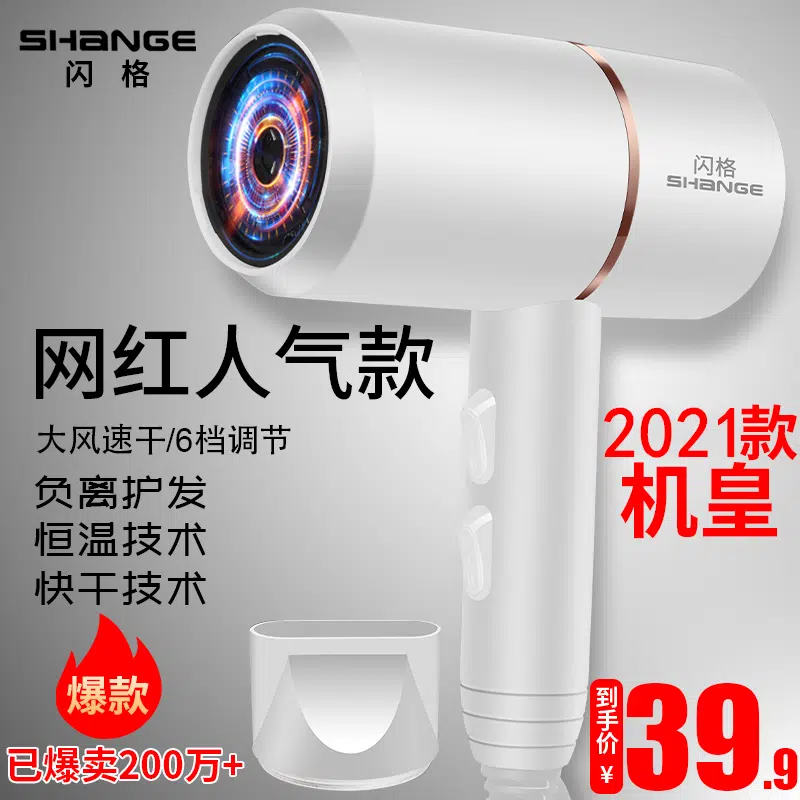 SHANGE
闪格
闪格
SHANGE
网红人气款
大风速干/6档调节
负离护发
恒温技术
快干技术
2021款
机皇
爆款
已爆卖200万+
到手价
¥
39.9